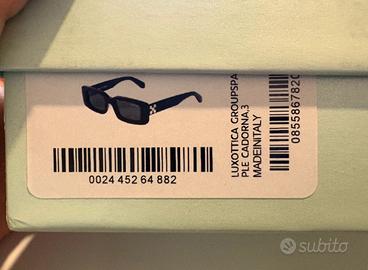 0024 452 64 882
LUXOTTICA GROUPSPA
PLE CADORNA,3
MADEINITALY
0855867820
subito